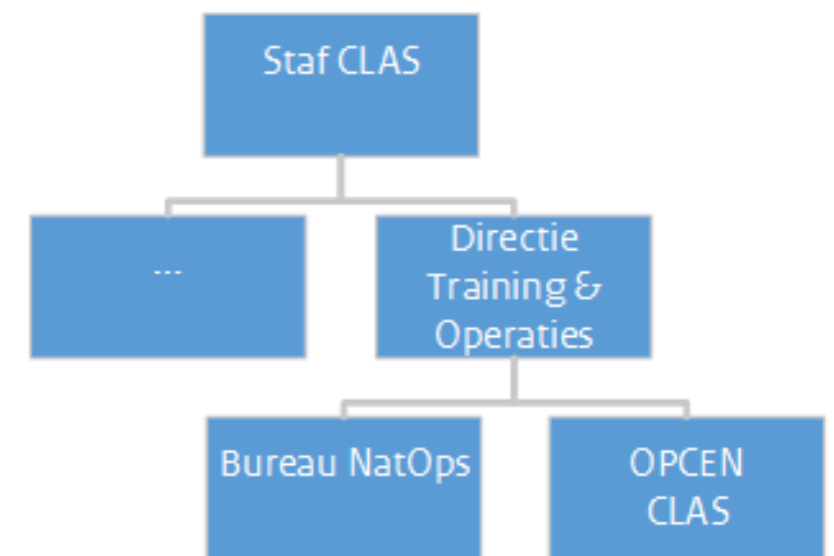 Staf CLAS
...
Directie
Training &
Operaties
Bureau NatOps
OPCEN
CLAS